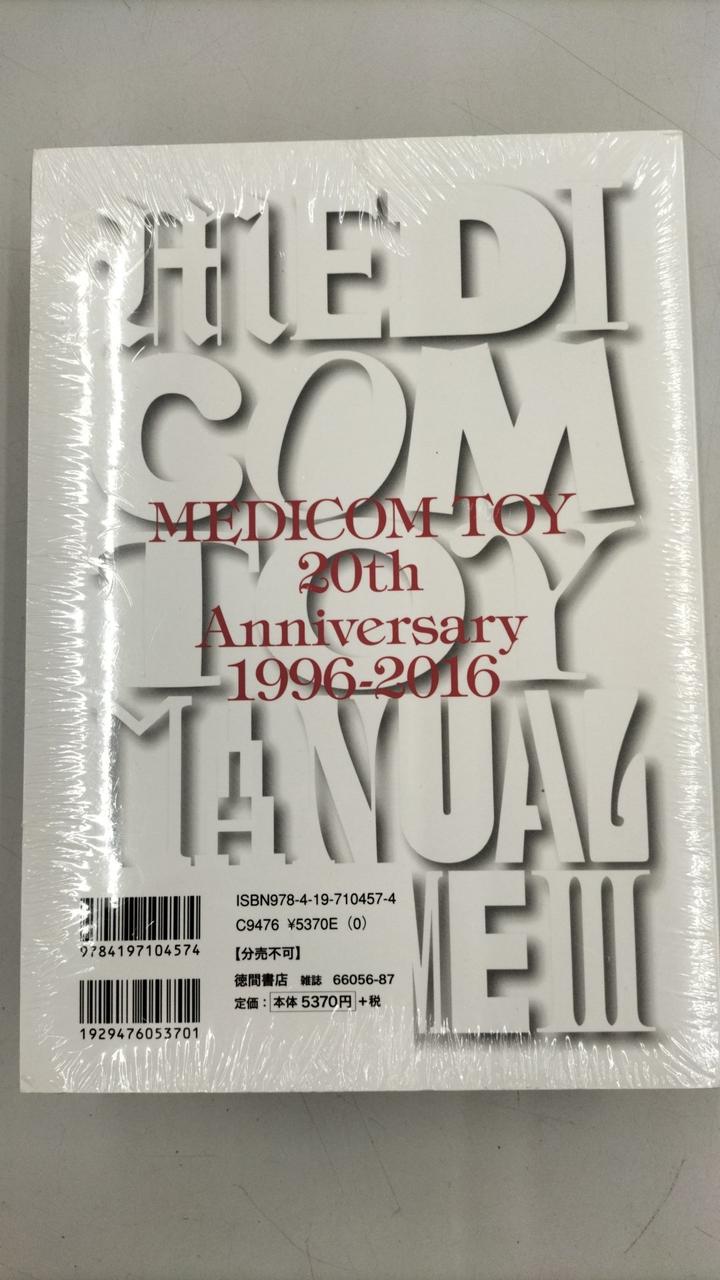 MEDI
COM
TOY
MANUAL
ME III
MEDICOM TOY
20th
Anniversary
1996-2016
ISBN978-4-19-710457-4
C9476 ¥5370E (0)
9784197104574
【分売不可】
徳間書店 雑誌 66056-87
定価:本体 5370円+税
1929476053701